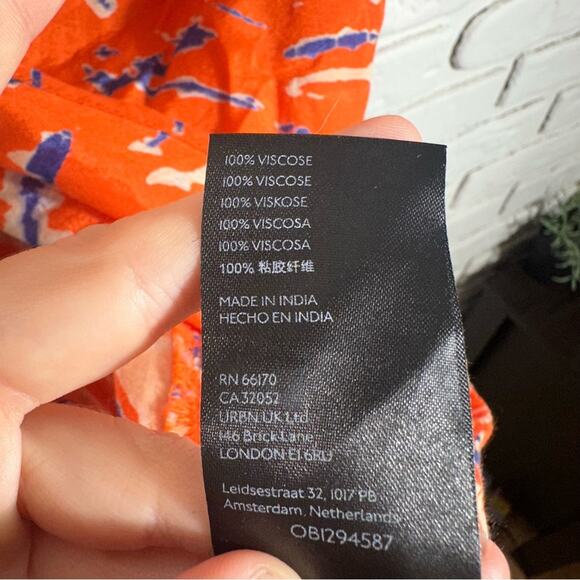 100% VISCOSE
100% VISCOSE
100% VISKOSE
100% VISCOSA
100% VISCOSA
100% 粘胶纤维
MADE IN INDIA
HECHO EN INDIA
RN 66170
CA 32052
URBN UK Ltd
146 Brick Lane
LONDON E1 6RU
Leidsestraat 32, 1017 PB
Amsterdam, Netherlands
OB1294587